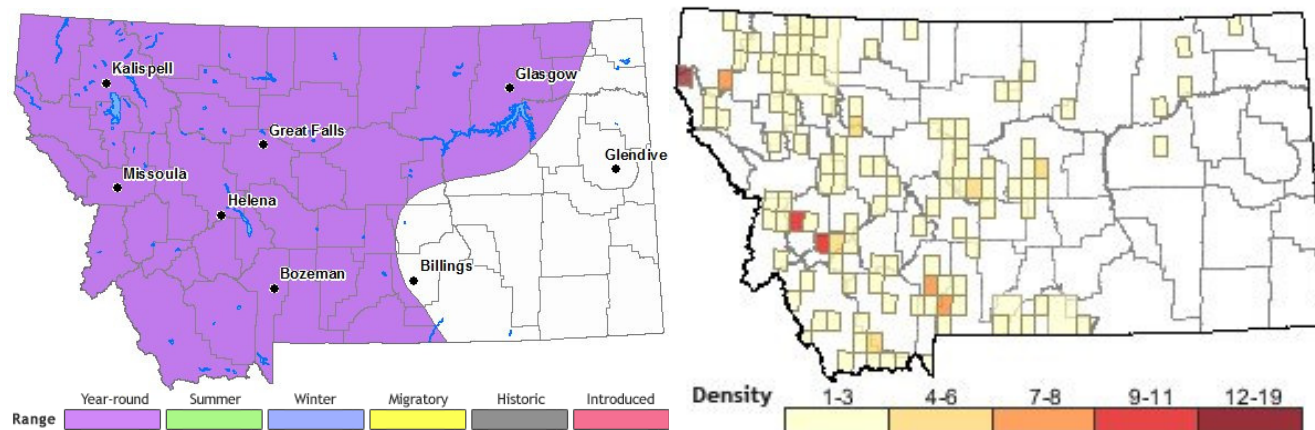 Kalispell
Glasgow
Great Falls
Glendive
Missoula
Helena
Bozeman
Billings
Range Year-round Summer Winter Migratory Historic Introduced
Density 1-3 4-6 7-8 9-11 12-19